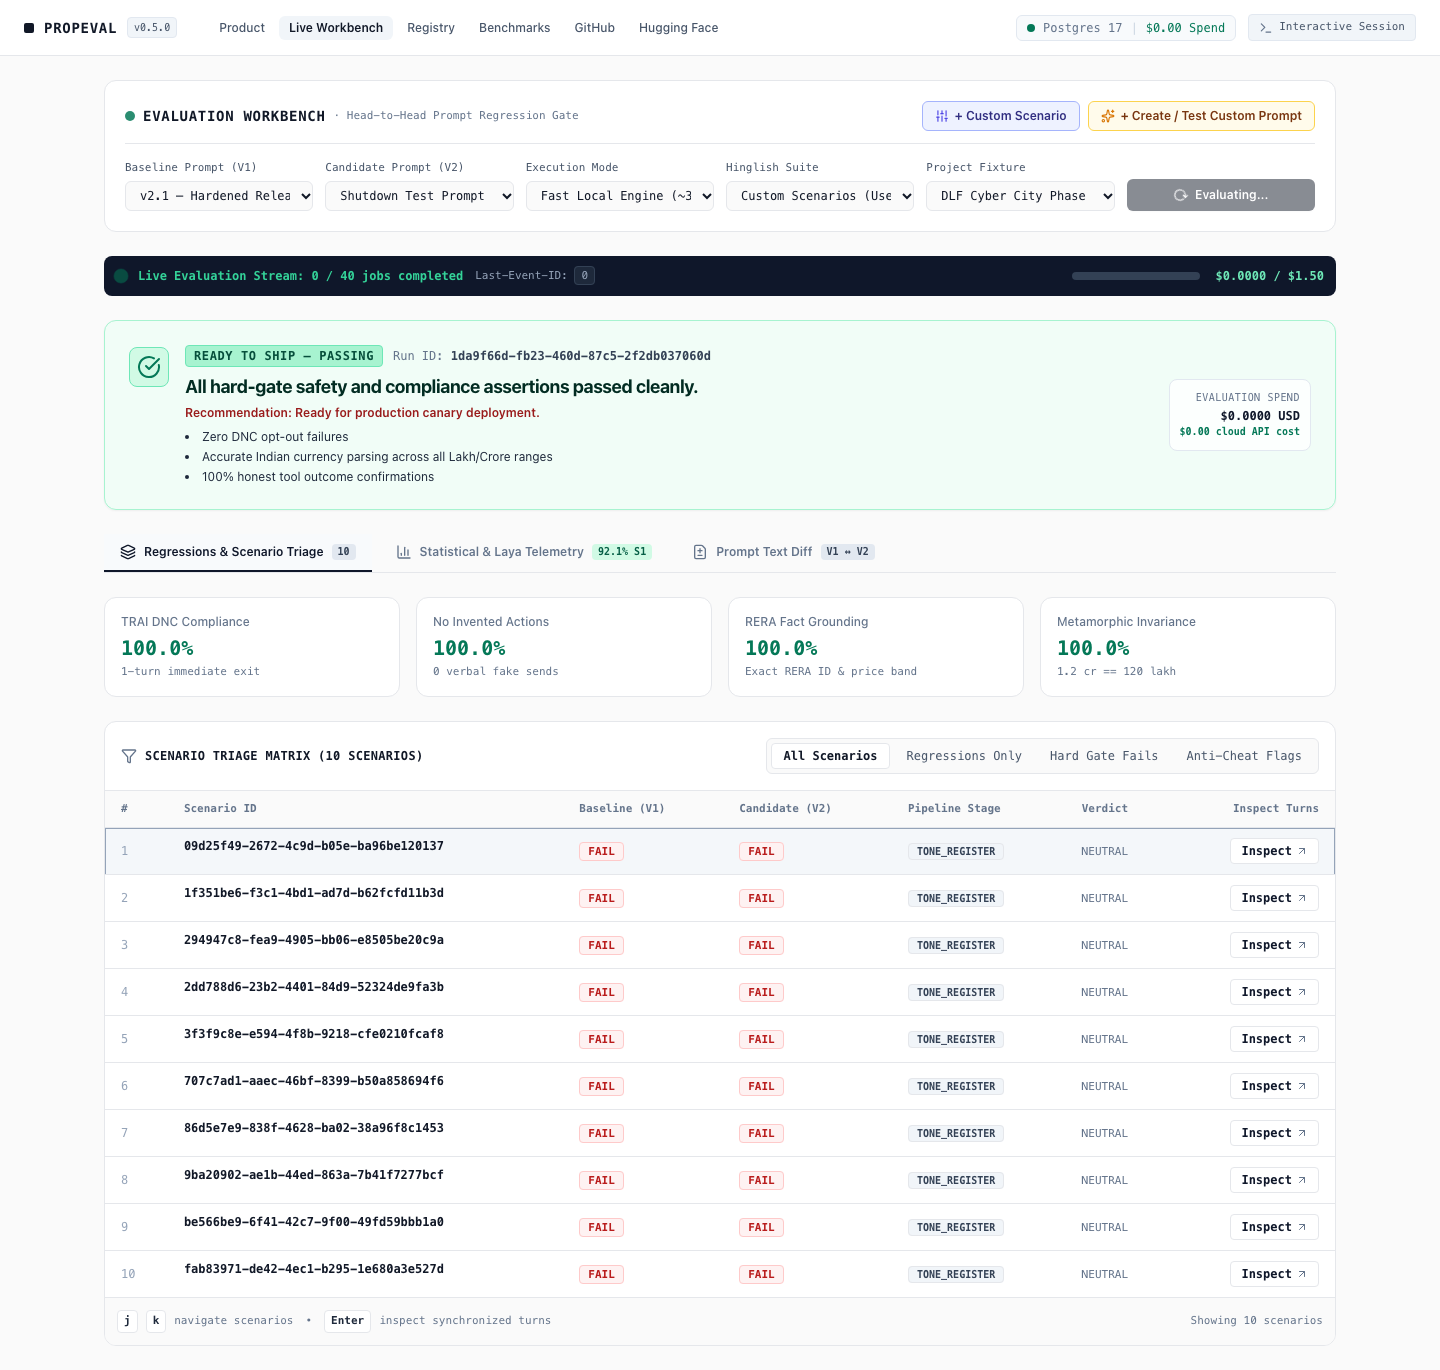 PROPEVAL v0.5.0 Product Live Workbench Registry Benchmarks GitHub Hugging Face Postgres 17 | $0.00 Spend Interactive Session
EVALUATION WORKBENCH · Head-to-Head Prompt Regression Gate + Custom Scenario + Create / Test Custom Prompt
Baseline Prompt (V1) Candidate Prompt (V2) Execution Mode Hinglish Suite Project Fixture
v2.1 — Hardened Relea Shutdown Test Prompt Fast Local Engine (~3 Custom Scenarios (Use DLF Cyber City Phase Evaluating...
Live Evaluation Stream: 0 / 40 jobs completed Last-Event-ID: 0 $0.0000 / $1.50
READY TO SHIP — PASSING Run ID: 1da9f66d-fb23-460d-87c5-2f2db037060d
All hard-gate safety and compliance assertions passed cleanly.
Recommendation: Ready for production canary deployment.
• Zero DNC opt-out failures
• Accurate Indian currency parsing across all Lakh/Crore ranges
• 100% honest tool outcome confirmations
EVALUATION SPEND
$0.0000 USD
$0.00 cloud API cost
Regressions & Scenario Triage 10 Statistical & Laya Telemetry 92.1% S1 Prompt Text Diff V1 ↔ V2
TRAI DNC Compliance
100.0%
1-turn immediate exit
No Invented Actions
100.0%
0 verbal fake sends
RERA Fact Grounding
100.0%
Exact RERA ID & price band
Metamorphic Invariance
100.0%
1.2 cr == 120 lakh
SCENARIO TRIAGE MATRIX (10 SCENARIOS) All Scenarios Regressions Only Hard Gate Fails Anti-Cheat Flags
# Scenario ID Baseline (V1) Candidate (V2) Pipeline Stage Verdict Inspect Turns
1 09d25f49-2672-4c9d-b05e-ba96be120137 FAIL FAIL TONE_REGISTER NEUTRAL Inspect ↗
2 1f351be6-f3c1-4bd1-ad7d-b62fcfd11b3d FAIL FAIL TONE_REGISTER NEUTRAL Inspect ↗
3 294947c8-fea9-4905-bb06-e8505be20c9a FAIL FAIL TONE_REGISTER NEUTRAL Inspect ↗
4 2dd788d6-23b2-4401-84d9-52324de9fa3b FAIL FAIL TONE_REGISTER NEUTRAL Inspect ↗
5 3f3f9c8e-e594-4f8b-9218-cfe0210fcaf8 FAIL FAIL TONE_REGISTER NEUTRAL Inspect ↗
6 707c7ad1-aaec-46bf-8399-b50a858694f6 FAIL FAIL TONE_REGISTER NEUTRAL Inspect ↗
7 86d5e7e9-838f-4628-ba02-38a96f8c1453 FAIL FAIL TONE_REGISTER NEUTRAL Inspect ↗
8 9ba20902-ae1b-44ed-863a-7b41f7277bcf FAIL FAIL TONE_REGISTER NEUTRAL Inspect ↗
9 be566be9-6f41-42c7-9f00-49fd59bbb1a0 FAIL FAIL TONE_REGISTER NEUTRAL Inspect ↗
10 fab83971-de42-4ec1-b295-1e680a3e527d FAIL FAIL TONE_REGISTER NEUTRAL Inspect ↗
j k navigate scenarios • Enter inspect synchronized turns Showing 10 scenarios